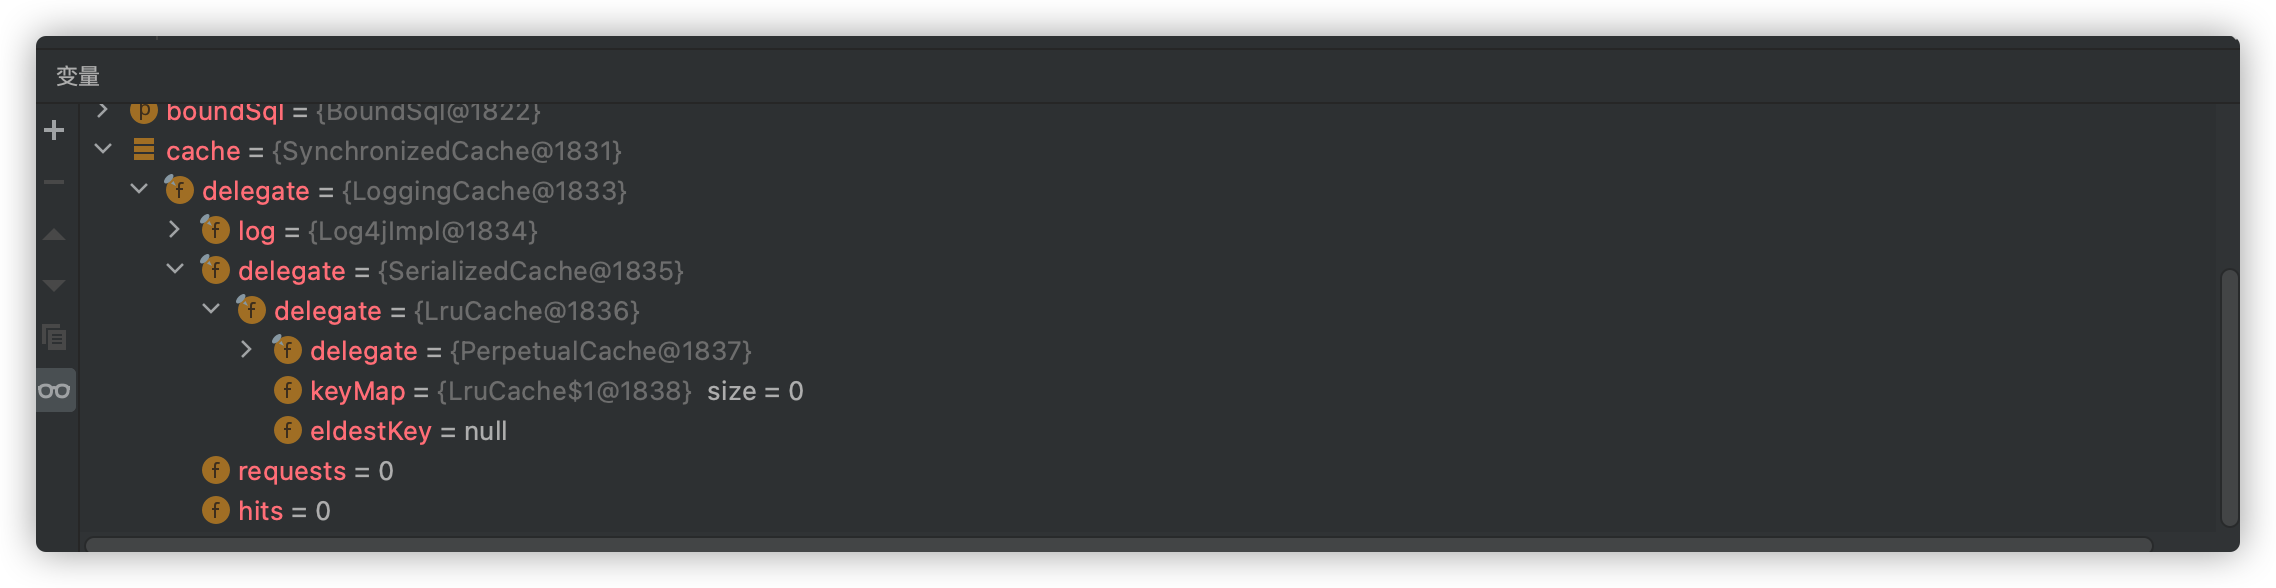 变量
boundSql = {BoundSql@1822}
cache = {SynchronizedCache@1831}
delegate = {LoggingCache@1833}
log = {Log4jImpl@1834}
delegate = {SerializedCache@1835}
delegate = {LruCache@1836}
delegate = {PerpetualCache@1837}
keyMap = {LruCache$1@1838} size = 0
eldestKey = null
requests = 0
hits = 0